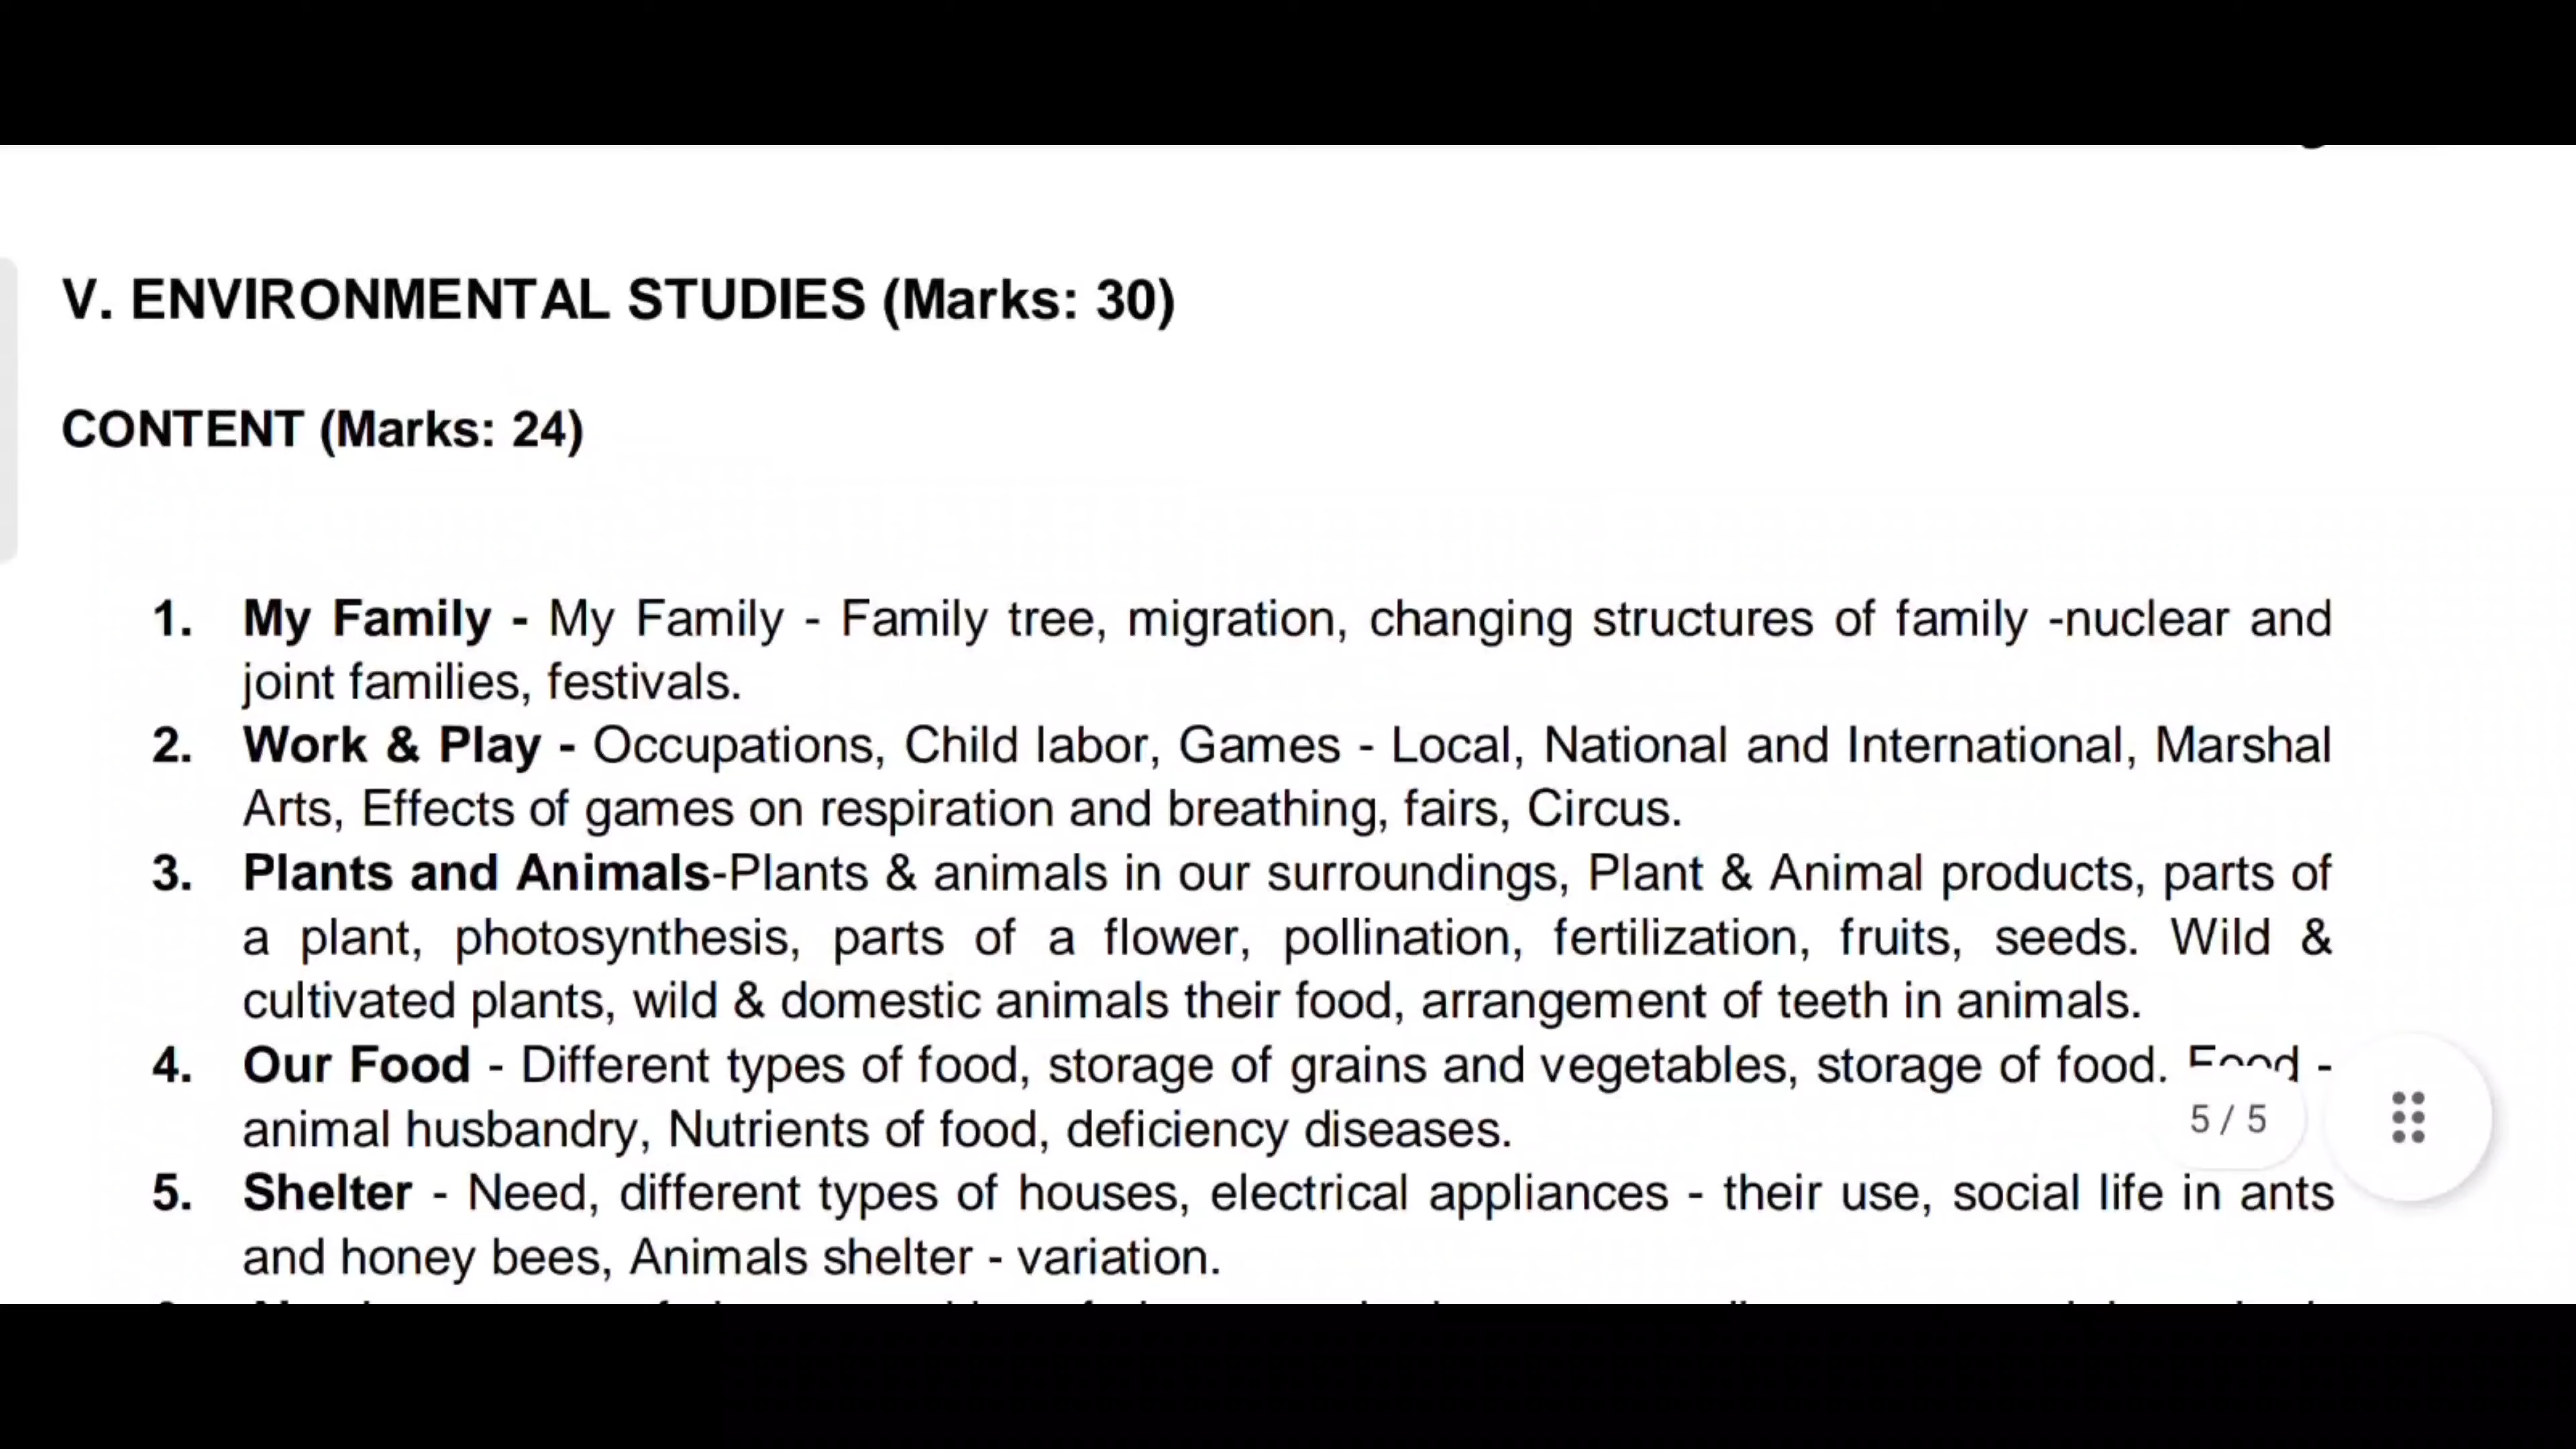 V. ENVIRONMENTAL STUDIES (Marks: 30)
CONTENT (Marks: 24)
1. My Family - My Family - Family tree, migration, changing structures of family -nuclear and
joint families, festivals.
2. Work & Play - Occupations, Child labor, Games - Local, National and International, Marshal
Arts, Effects of games on respiration and breathing, fairs, Circus.
3. Plants and Animals-Plants & animals in our surroundings, Plant & Animal products, parts of
a plant, photosynthesis, parts of a flower, pollination, fertilization, fruits, seeds. Wild &
cultivated plants, wild & domestic animals their food, arrangement of teeth in animals.
4. Our Food - Different types of food, storage of grains and vegetables, storage of food. Food -
animal husbandry, Nutrients of food, deficiency diseases.
5 / 5
5. Shelter - Need, different types of houses, electrical appliances - their use, social life in ants
and honey bees, Animals shelter - variation.